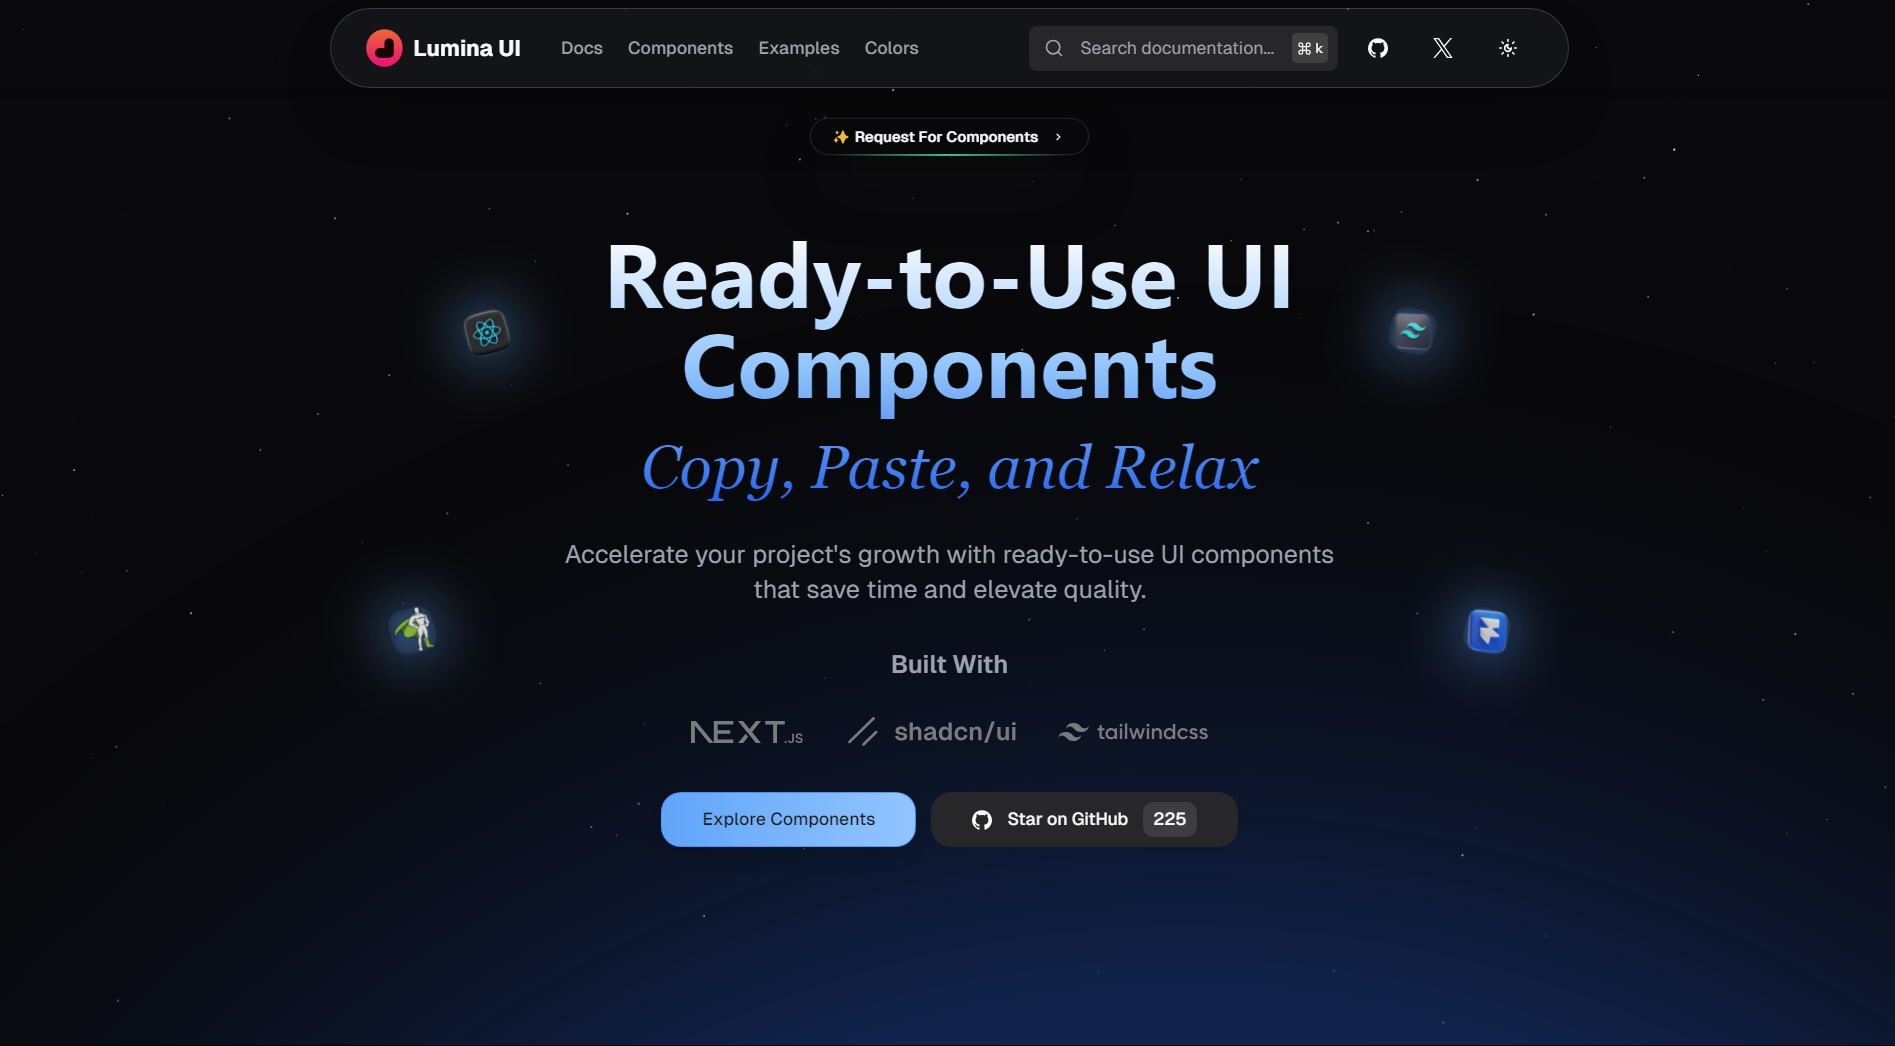 Lumina UI
Docs
Components
Examples
Colors
Search documentation...
⌘ k
✨ Request For Components
Ready-to-Use UI
Components
Copy, Paste, and Relax
Accelerate your project's growth with ready-to-use UI components
that save time and elevate quality.
Built With
NEXT.JS
shadcn/ui
tailwindcss
Explore Components
Star on GitHub
225